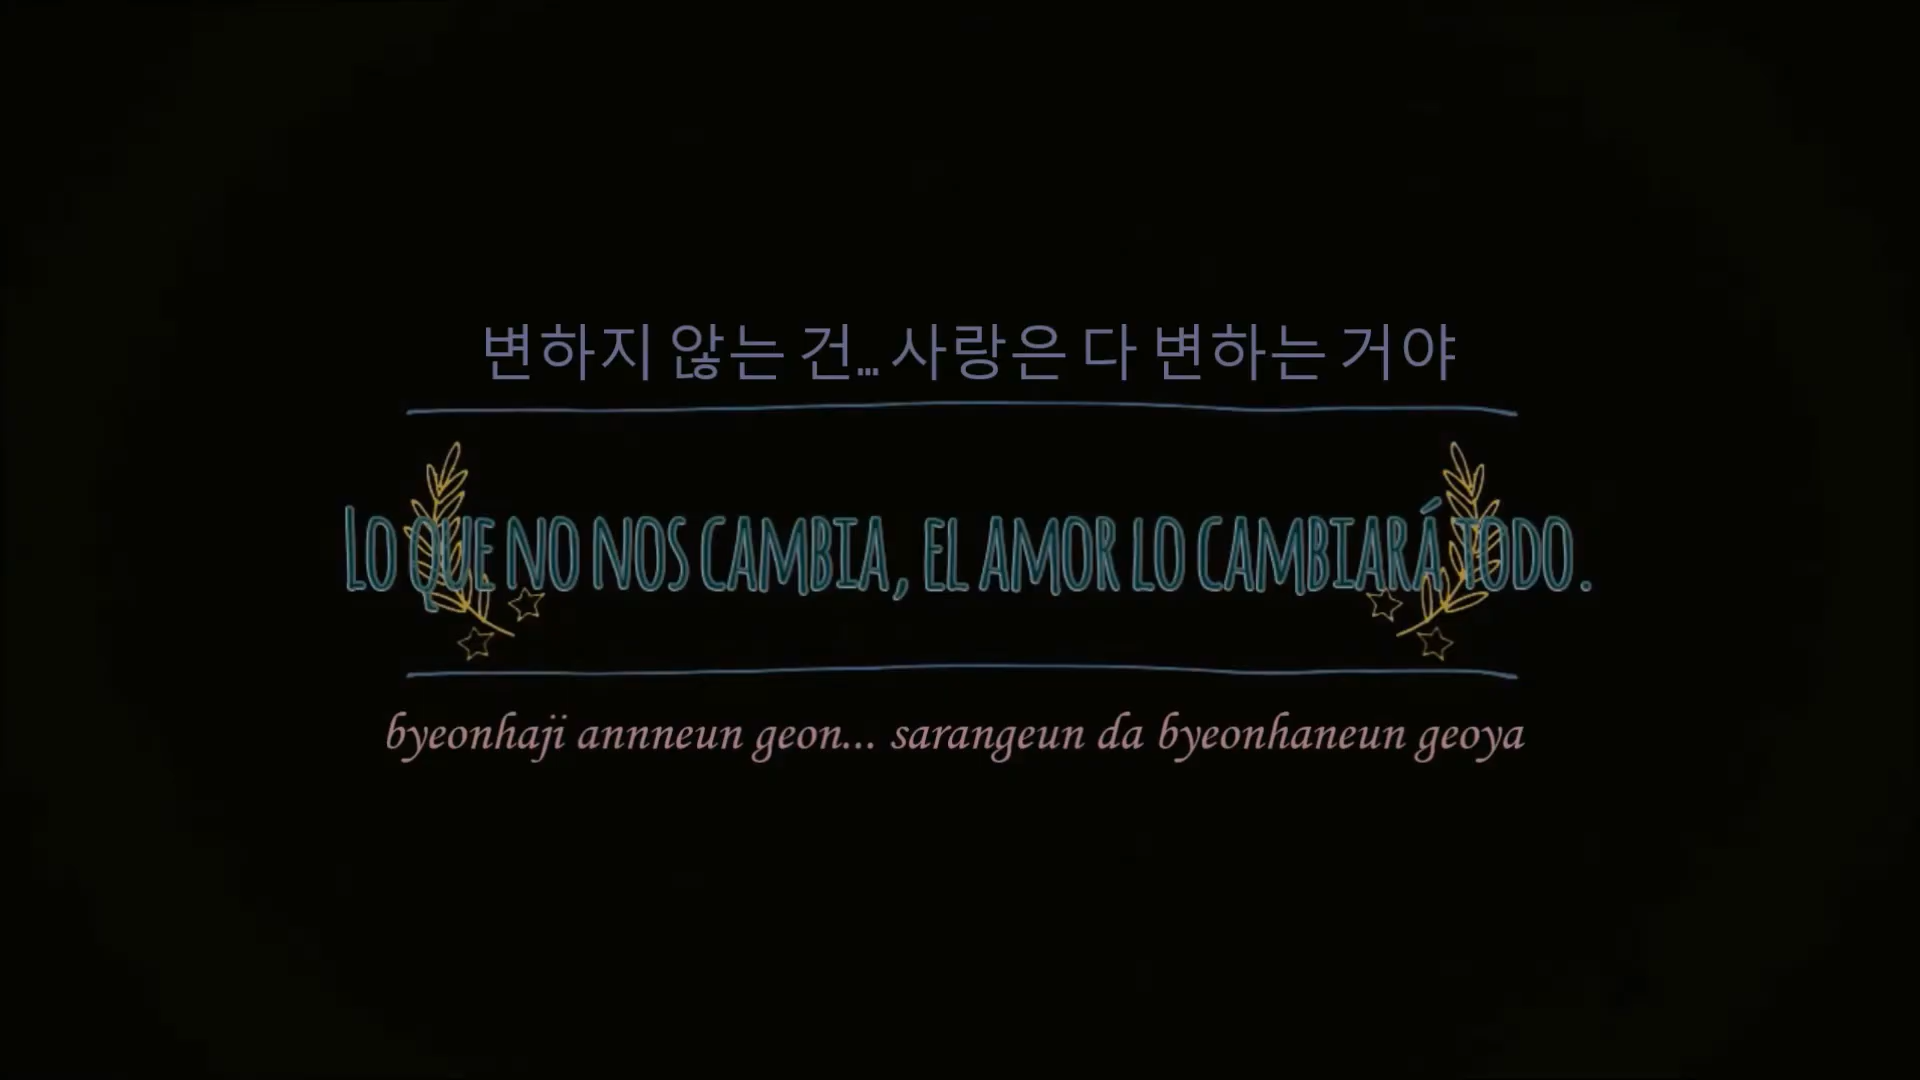 변하지 않는 건... 사랑은 다 변하는 거야
Lo que no nos cambia, el amor lo cambiará todo.
byeonhaji annneun geon... sarangeun da byeonhaneun geoya